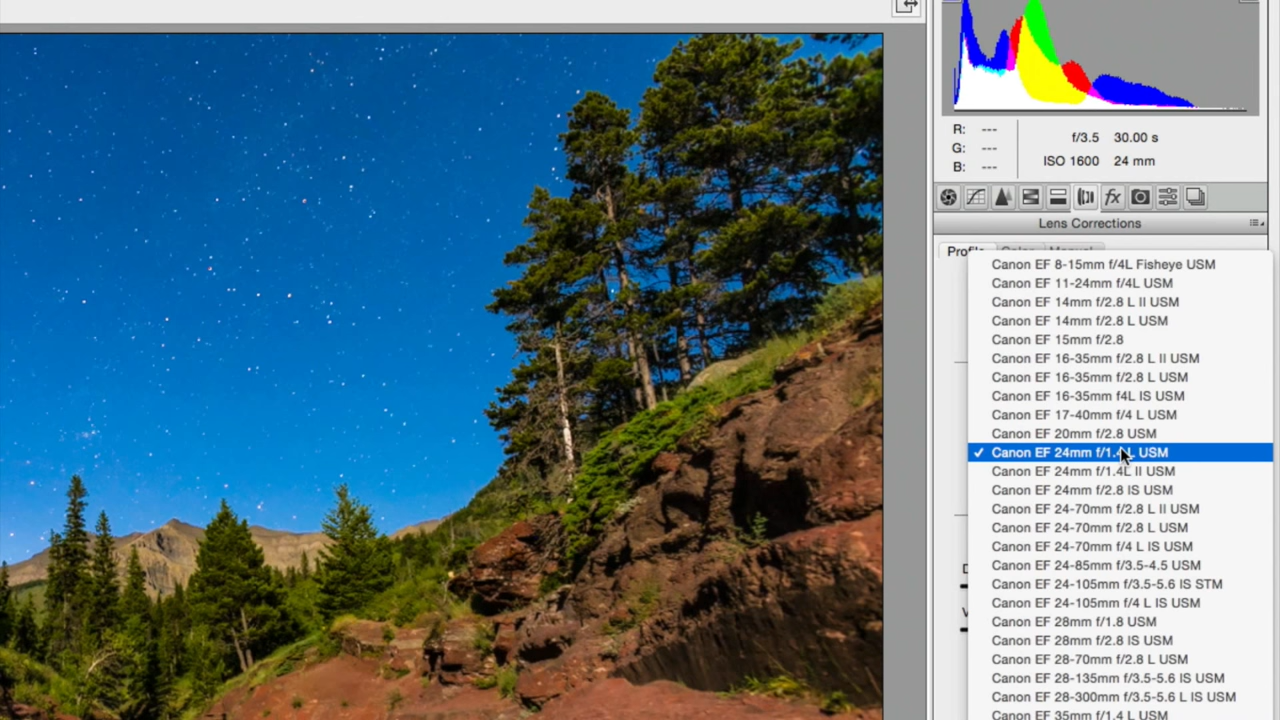 R: ---
G: ---
B: ---
f/3.5 30.00 s
ISO 1600 24 mm
fx
Lens Corrections
Profile Color Manual
Canon EF 8-15mm f/4L Fisheye USM
Canon EF 11-24mm f/4L USM
Canon EF 14mm f/2.8 L II USM
Canon EF 14mm f/2.8 L USM
Canon EF 15mm f/2.8
Canon EF 16-35mm f/2.8 L II USM
Canon EF 16-35mm f/2.8 L USM
Canon EF 16-35mm f4L IS USM
Canon EF 17-40mm f/4 L USM
Canon EF 20mm f/2.8 USM
✓ Canon EF 24mm f/1.4 L USM
Canon EF 24mm f/1.4L II USM
Canon EF 24mm f/2.8 IS USM
Canon EF 24-70mm f/2.8 L II USM
Canon EF 24-70mm f/2.8 L USM
Canon EF 24-70mm f/4 L IS USM
Canon EF 24-85mm f/3.5-4.5 USM
Canon EF 24-105mm f/3.5-5.6 IS STM
Canon EF 24-105mm f/4 L IS USM
Canon EF 28mm f/1.8 USM
Canon EF 28mm f/2.8 IS USM
Canon EF 28-70mm f/2.8 L USM
Canon EF 28-135mm f/3.5-5.6 IS USM
Canon EF 28-300mm f/3.5-5.6 L IS USM
Canon EF 35mm f/1.4 L USM